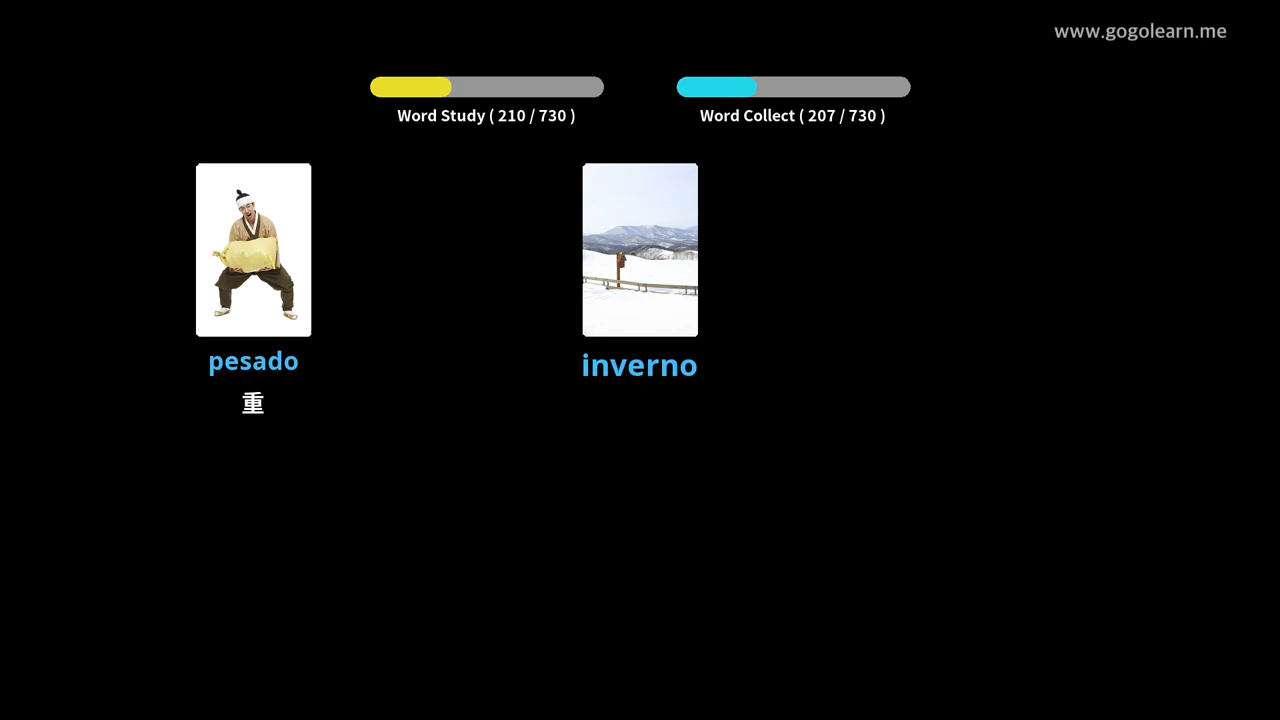 www.gogolearn.me
Word Study ( 210 / 730 )
Word Collect ( 207 / 730 )
pesado
重
inverno